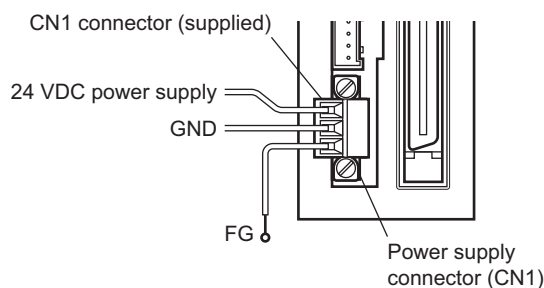 CN1 connector (supplied)
24 VDC power supply
GND
FG
Power supply
connector (CN1)